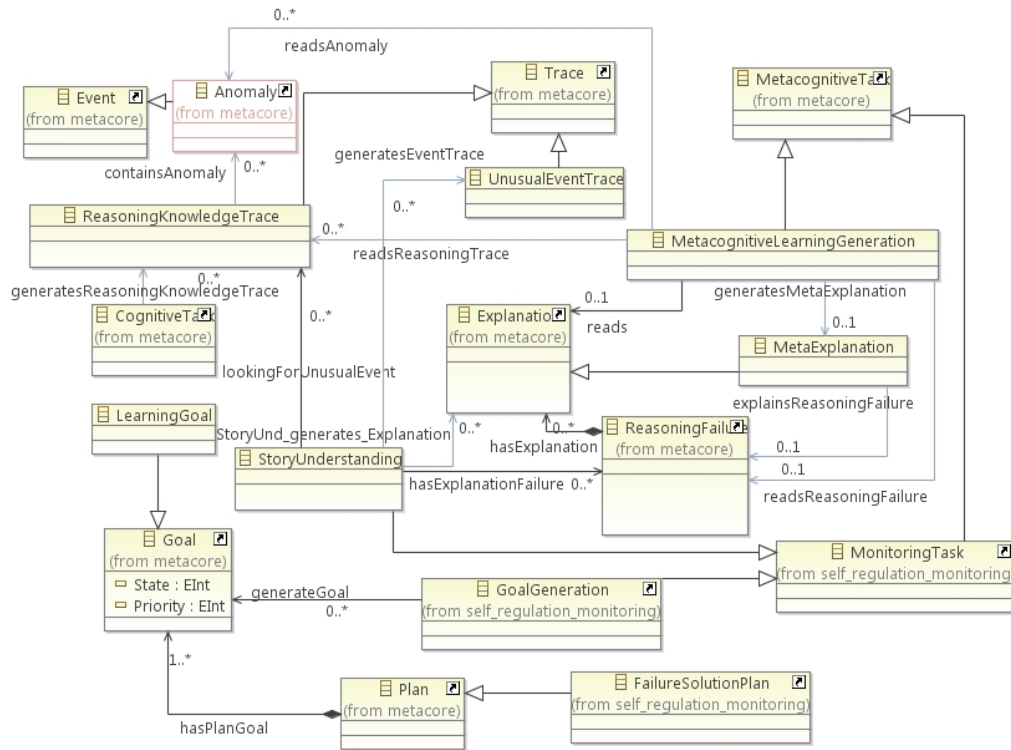 0..*
readsAnomaly
Trace
MetacognitiveTask
(from metacore)
(from metacore)
Event
(from metacore)
Anomaly
(from metacore)
generatesEventTrace
containsAnomaly
0..*
UnusualEventTrace
0..*
ReasoningKnowledgeTrace
0..*
readsReasoningTrace
MetacognitiveLearningGeneration
0..*
generatesReasoningKnowledgeTrace
generatesMetaExplanation
CognitiveTask
(from metacore)
0..*
0..1
reads
Explanatio
(from metacore)
0..1
MetaExplanation
lookingForUnusualEvent
explainsReasoningFailure
LearningGoal
StoryUnd_generates_Explanation
0..*
0..*
hasExplanation
ReasoningFailure
(from metacore)
0..1
0..1
readsReasoningFailure
StoryUnderstanding
hasExplanationFailure
0..*
Goal
(from metacore)
State : EInt
Priority : EInt
MonitoringTask
(from self_regulation_monitoring)
generateGoal
0..*
GoalGeneration
(from self_regulation_monitoring)
1..*
hasPlanGoal
Plan
(from metacore)
FailureSolutionPlan
(from self_regulation_monitoring)